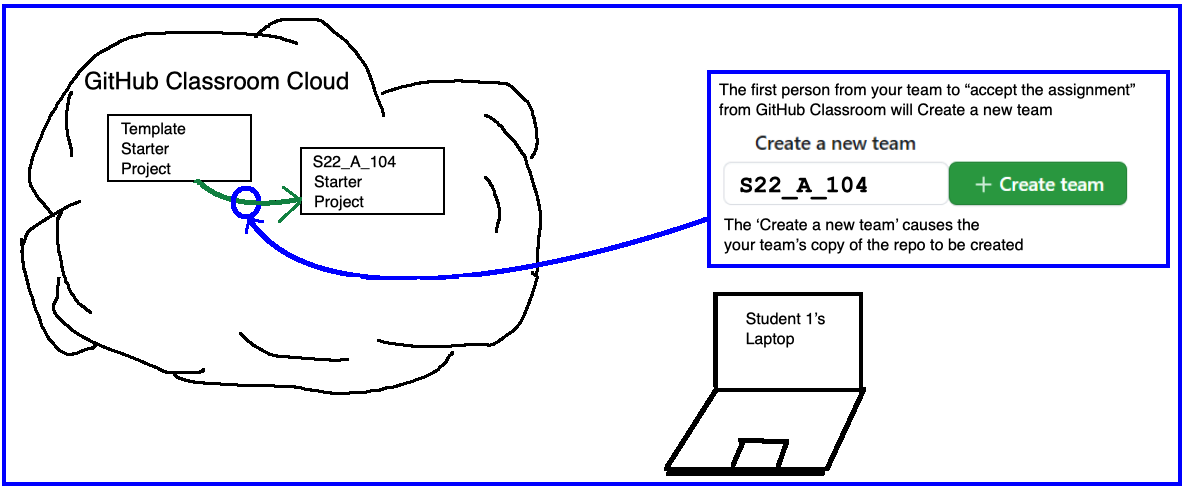 GitHub Classroom Cloud
Template
Starter
Project
S22_A_104
Starter
Project
The first person from your team to “accept the assignment”
from GitHub Classroom will Create a new team
Create a new team
S22_A_104
+ Create team
The ‘Create a new team’ causes the
your team’s copy of the repo to be created
Student 1’s
Laptop